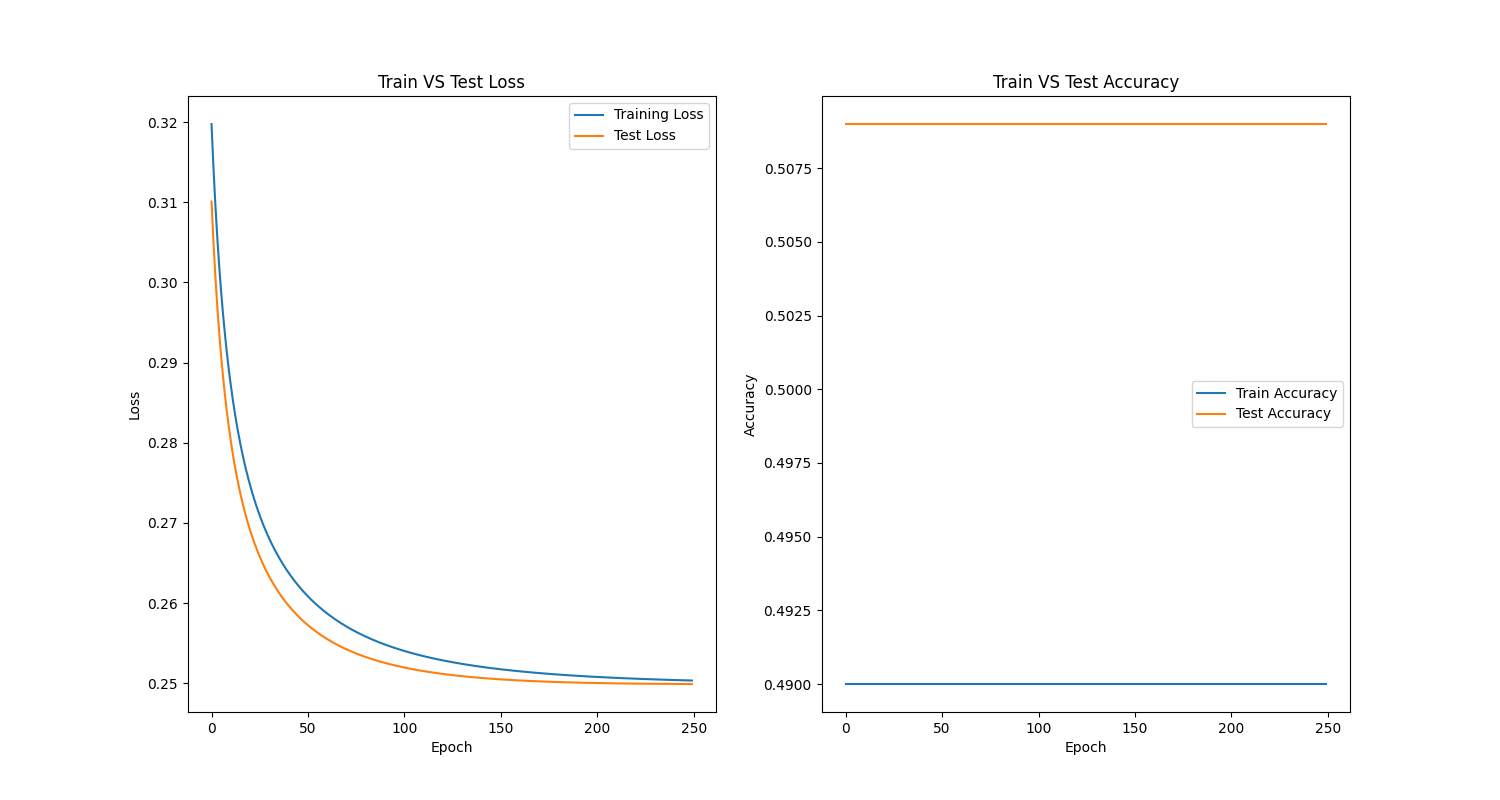 Train VS Test Loss
Training Loss
Test Loss
0.32
0.31
0.30
0.29
0.28
0.27
0.26
0.25
Loss
0 50 100 150 200 250
Epoch
Train VS Test Accuracy
0.5075
0.5050
0.5025
0.5000
0.4975
0.4950
0.4925
0.4900
Accuracy
Train Accuracy
Test Accuracy
0 50 100 150 200 250
Epoch